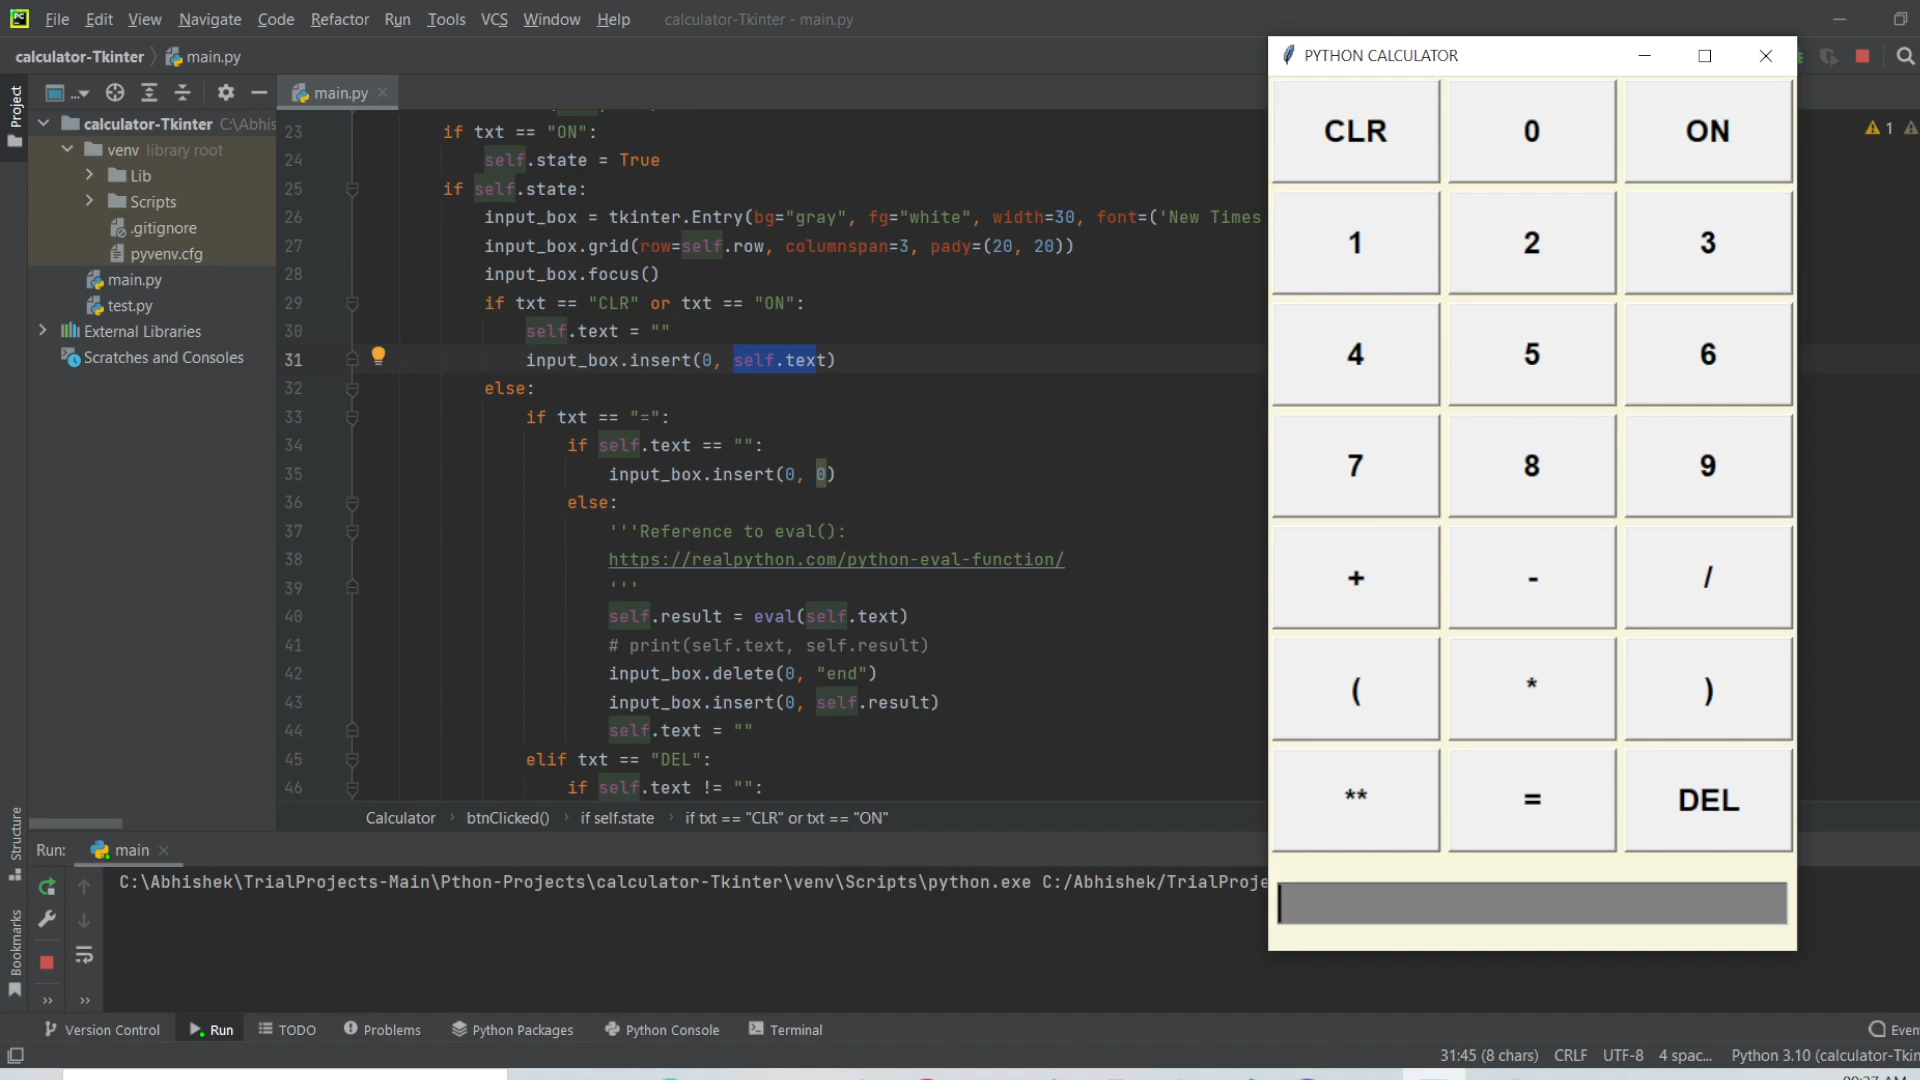 PC File Edit View Navigate Code Refactor Run Tools VCS Window Help calculator-Tkinter - main.py
calculator-Tkinter main.py
Project
... main.py
calculator-Tkinter C:\Abhis
venv library root
Lib
Scripts
.gitignore
pyvenv.cfg
main.py
test.py
External Libraries
Scratches and Consoles
23 if txt == "ON":
24 self.state = True
25 if self.state:
26 input_box = tkinter.Entry(bg="gray", fg="white", width=30, font=('New Times
27 input_box.grid(row=self.row, columnspan=3, pady=(20, 20))
28 input_box.focus()
29 if txt == "CLR" or txt == "ON":
30 self.text = ""
31 input_box.insert(0, self.text)
32 else:
33 if txt == "=":
34 if self.text == "":
35 input_box.insert(0, 0)
36 else:
37 '''Reference to eval():
38 https://realpython.com/python-eval-function/
39 '''
40 self.result = eval(self.text)
41 # print(self.text, self.result)
42 input_box.delete(0, "end")
43 input_box.insert(0, self.result)
44 self.text = ""
45 elif txt == "DEL":
46 if self.text != "":
1
Calculator btnClicked() if self.state if txt == "CLR" or txt == "ON"
PYTHON CALCULATOR
CLR 0 ON
1 2 3
4 5 6
7 8 9
+ - /
( * )
** = DEL
Structure
Bookmarks
Run: main
C:\Abhishek\TrialProjects-Main\Pthon-Projects\calculator-Tkinter\venv\Scripts\python.exe C:/Abhishek/TrialProje
Version Control Run TODO Problems Python Packages Python Console Terminal Even
31:45 (8 chars) CRLF UTF-8 4 spac... Python 3.10 (calculator-Tkin